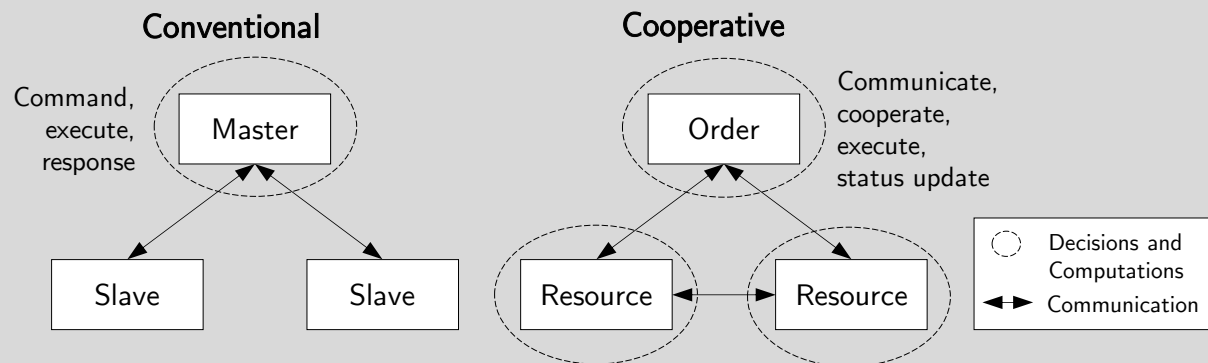 Conventional
Command,
execute,
response
Master
Slave
Slave
Cooperative
Order
Communicate,
cooperate,
execute,
status update
Resource
Resource
Decisions and
Computations
Communication